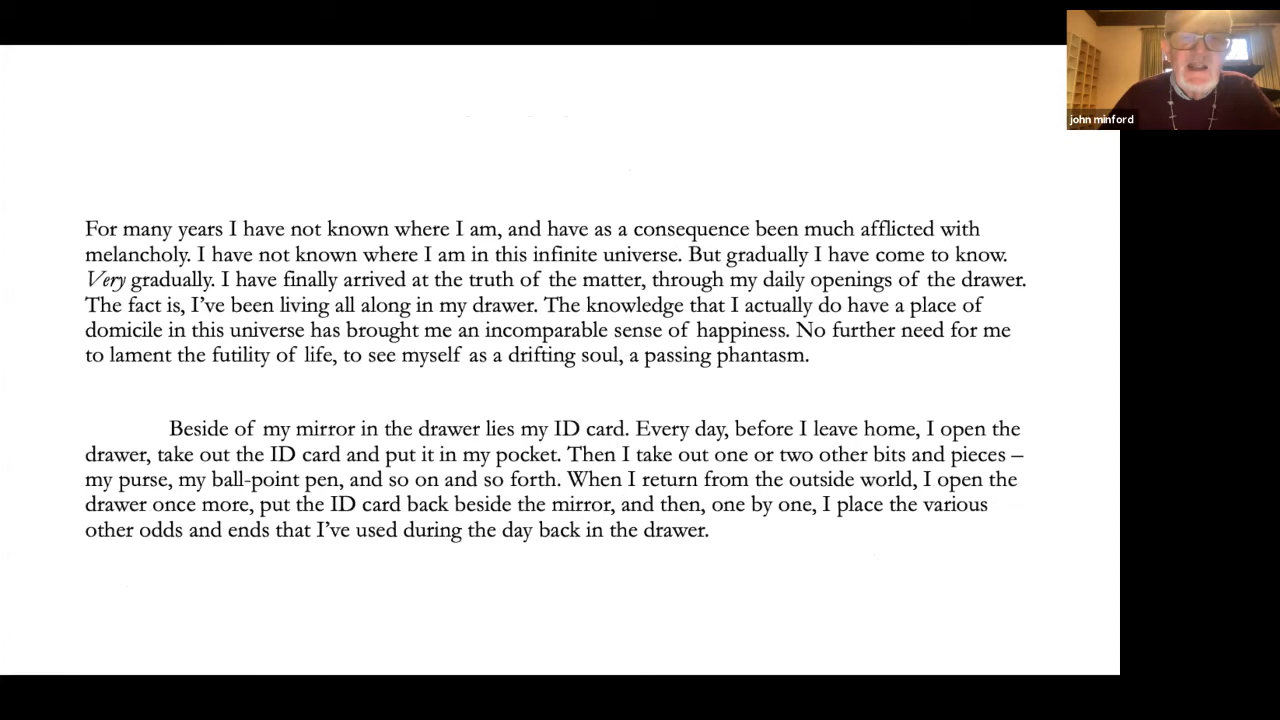 john minford
For many years I have not known where I am, and have as a consequence been much afflicted with
melancholy. I have not known where I am in this infinite universe. But gradually I have come to know.
Very gradually. I have finally arrived at the truth of the matter, through my daily openings of the drawer.
The fact is, I've been living all along in my drawer. The knowledge that I actually do have a place of
domicile in this universe has brought me an incomparable sense of happiness. No further need for me
to lament the futility of life, to see myself as a drifting soul, a passing phantasm.
Beside of my mirror in the drawer lies my ID card. Every day, before I leave home, I open the
drawer, take out the ID card and put it in my pocket. Then I take out one or two other bits and pieces –
my purse, my ball-point pen, and so on and so forth. When I return from the outside world, I open the
drawer once more, put the ID card back beside the mirror, and then, one by one, I place the various
other odds and ends that I've used during the day back in the drawer.